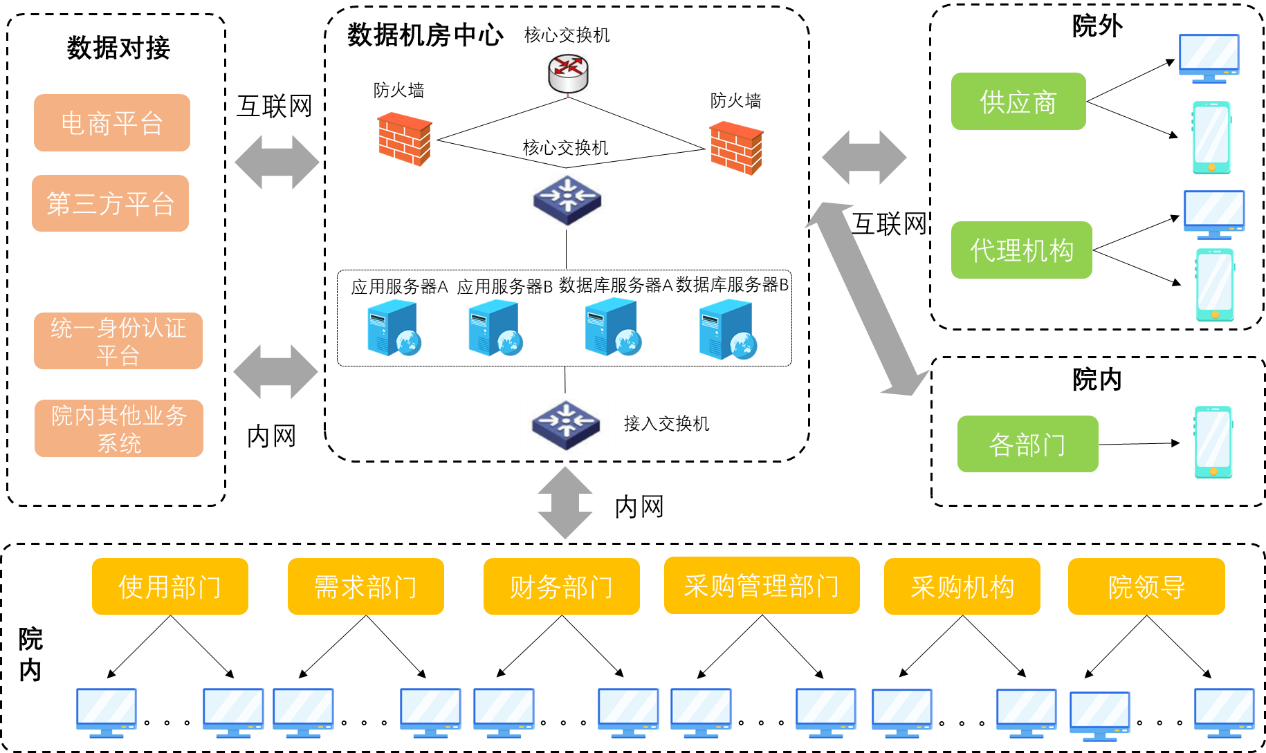 数据对接
电商平台
第三方平台
统一身份认证
平台
院内其他业务
系统
互联网
内网
数据机房中心
核心交换机
防火墙
防火墙
核心交换机
应用服务器A
应用服务器B
数据库服务器A
数据库服务器B
接入交换机
内网
互联网
院外
供应商
代理机构
院内
各部门
院
内
使用部门
需求部门
财务部门
采购管理部门
采购机构
院领导